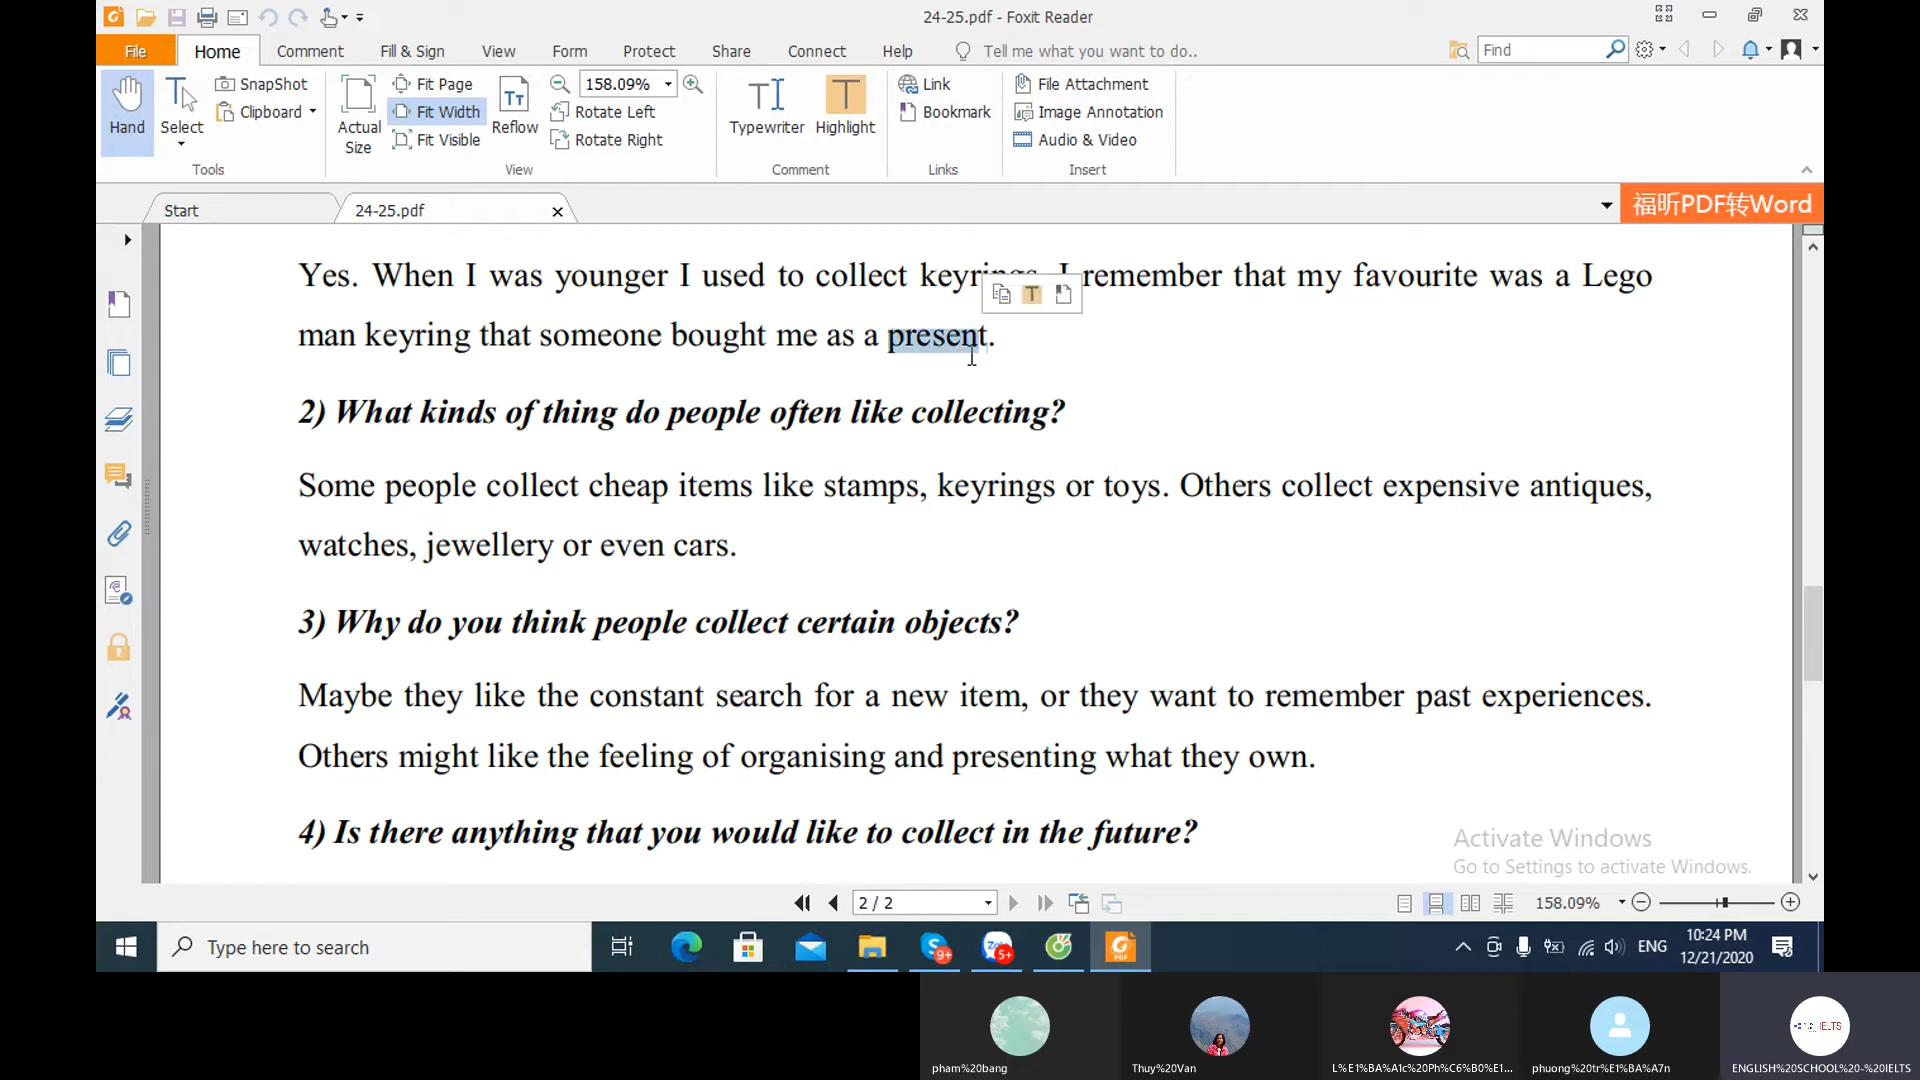 24-25.pdf - Foxit Reader
File Home Comment Fill & Sign View Form Protect Share Connect Help Tell me what you want to do.. Find
Hand
Select
SnapShot
Clipboard
Tools
Actual Size
Fit Page
Fit Width
Fit Visible
Reflow
158.09%
Rotate Left
Rotate Right
View
Typewriter
Highlight
Comment
Link
Bookmark
Links
File Attachment
Image Annotation
Audio & Video
Insert
Start
24-25.pdf
福昕PDF转Word
Yes. When I was younger I used to collect keyrings. I remember that my favourite was a Lego
man keyring that someone bought me as a present.
2) What kinds of thing do people often like collecting?
Some people collect cheap items like stamps, keyrings or toys. Others collect expensive antiques,
watches, jewellery or even cars.
3) Why do you think people collect certain objects?
Maybe they like the constant search for a new item, or they want to remember past experiences.
Others might like the feeling of organising and presenting what they own.
4) Is there anything that you would like to collect in the future?
Activate Windows
Go to Settings to activate Windows.
2 / 2
158.09%
Type here to search
9+
5+
ENG
10:24 PM
12/21/2020
pham%20bang
Thuy%20Van
L%E1%BA%A1c%20Ph%C6%B0%E1...
phuong%20tr%E1%BA%A7n
ENGLISH%20SCHOOL%20-%20IELTS